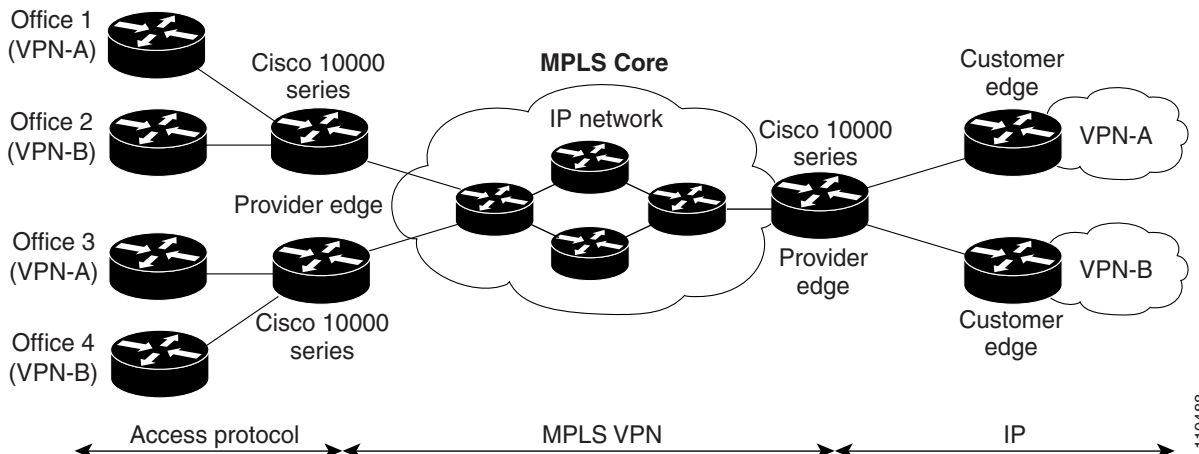 Office 1
(VPN-A)
Cisco 10000
series
Office 2
(VPN-B)
Provider edge
Office 3
(VPN-A)
Cisco 10000
series
Office 4
(VPN-B)
MPLS Core
IP network
Cisco 10000
series
Provider
edge
Customer
edge
VPN-A
VPN-B
Customer
edge
Access protocol
MPLS VPN
IP